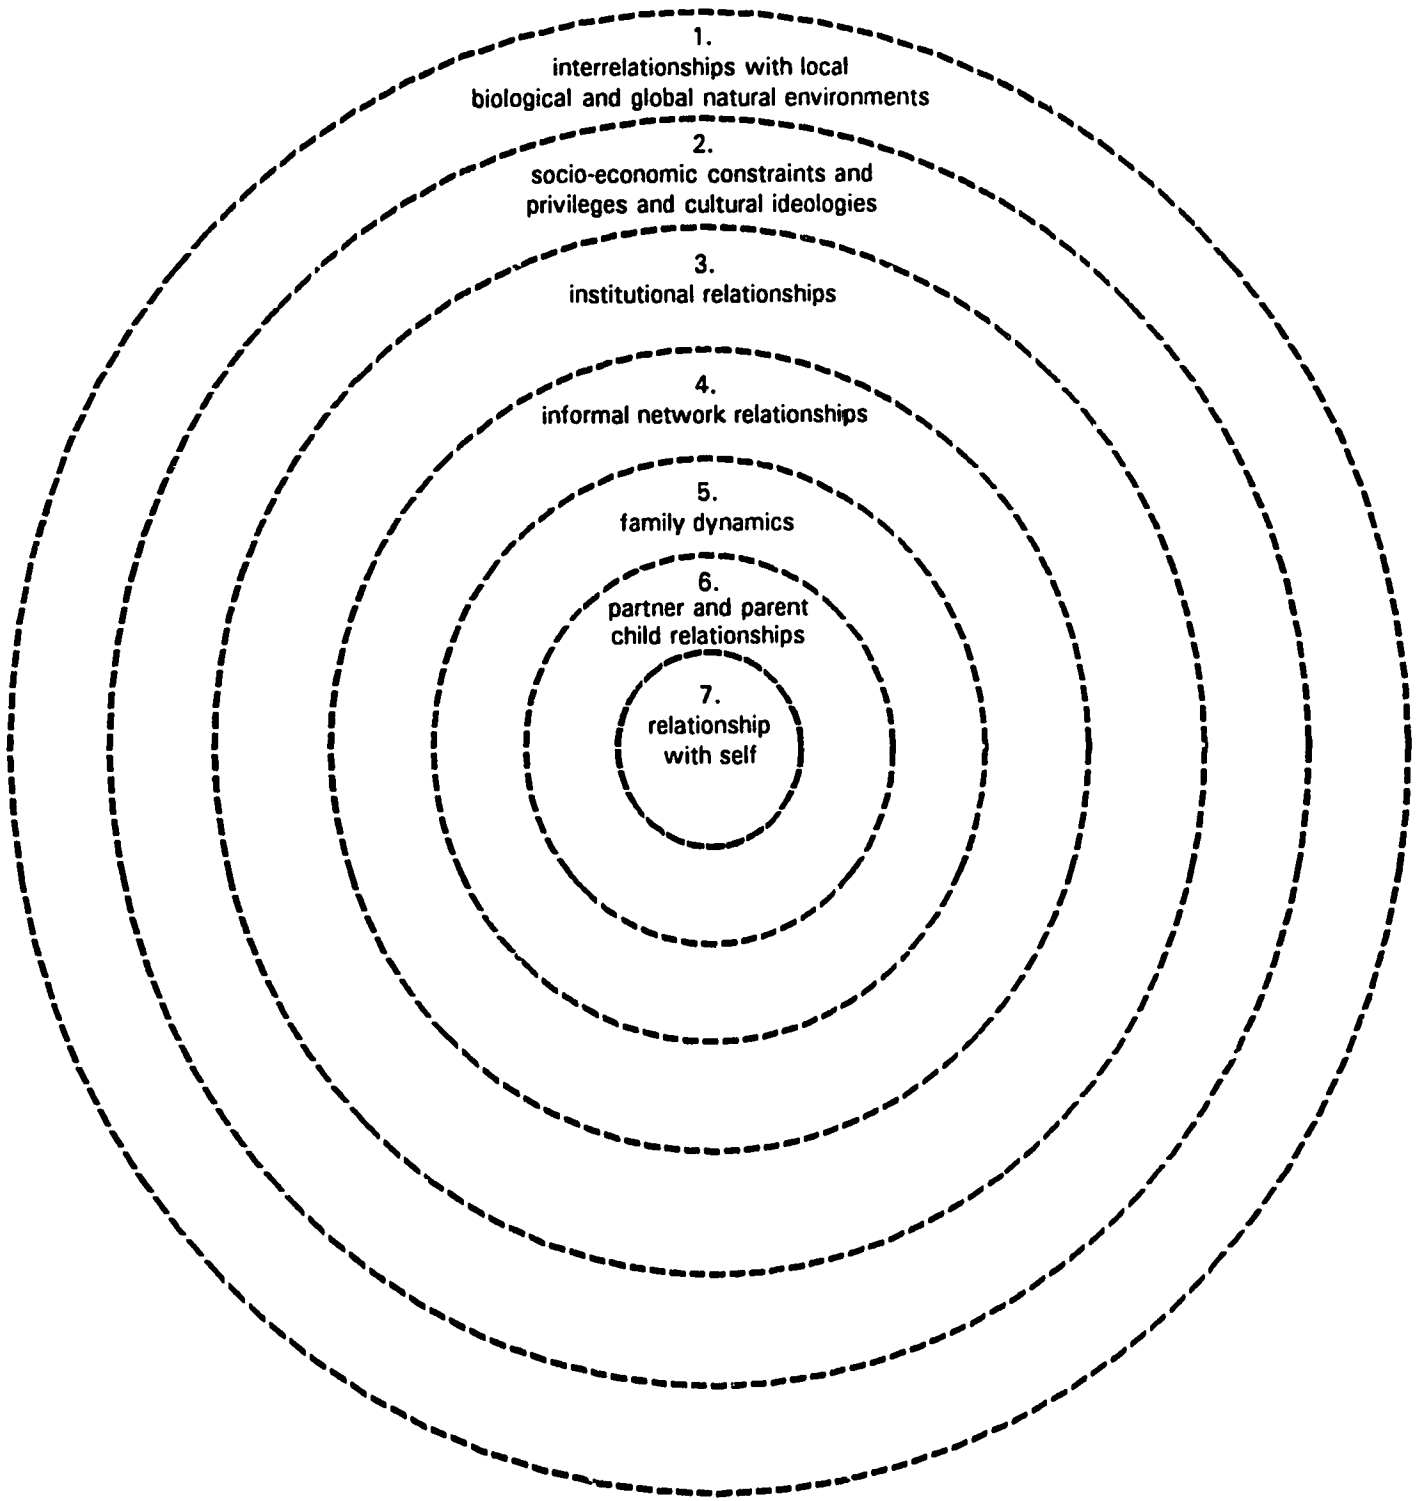 1.
interrelationships with local
biological and global natural environments
2.
socio-economic constraints and
privileges and cultural ideologies
3.
institutional relationships
4.
informal network relationships
5.
family dynamics
6.
partner and parent
child relationships
7.
relationship
with self